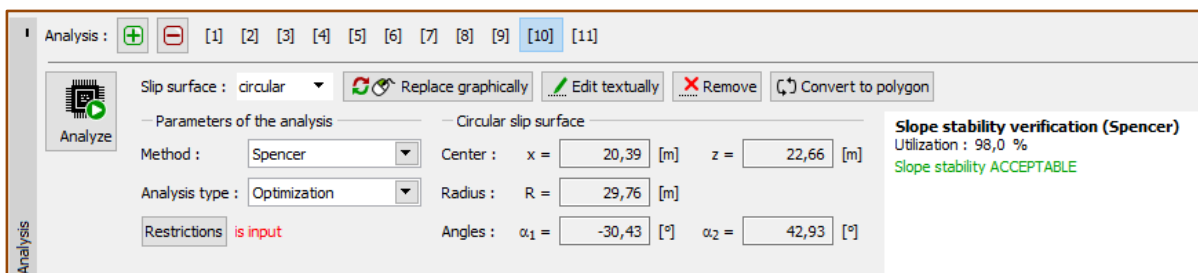 Analysis : [1] [2] [3] [4] [5] [6] [7] [8] [9] [10] [11]
Analyze
Slip surface : circular Replace graphically Edit textually Remove Convert to polygon
Parameters of the analysis
Method : Spencer
Analysis type : Optimization
Restrictions is input
Circular slip surface
Center : x = 20,39 [m] z = 22,66 [m]
Radius : R = 29,76 [m]
Angles : α1 = -30,43 [°] α2 = 42,93 [°]
Slope stability verification (Spencer)
Utilization : 98,0 %
Slope stability ACCEPTABLE
Analysis